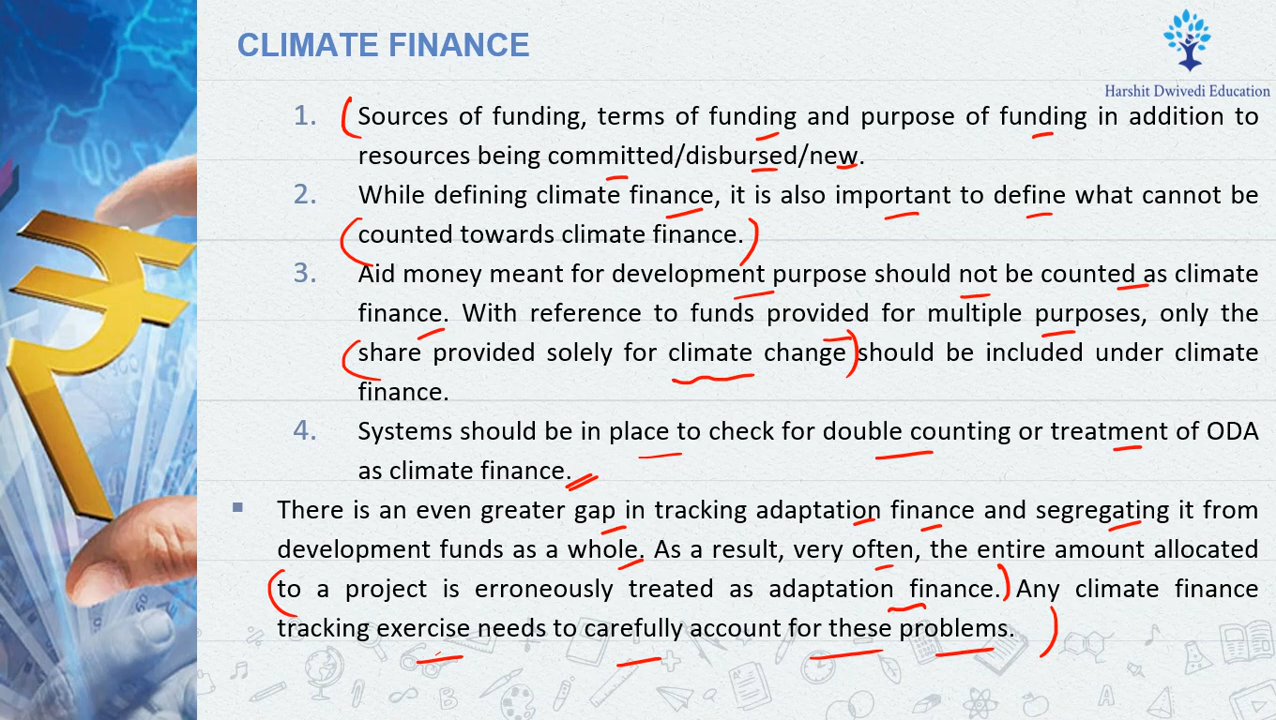 CLIMATE FINANCE
Harshit Dwivedi Education
1. Sources of funding, terms of funding and purpose of funding in addition to
resources being committed/disbursed/new.
2. While defining climate finance, it is also important to define what cannot be
counted towards climate finance.
3. Aid money meant for development purpose should not be counted as climate
finance. With reference to funds provided for multiple purposes, only the
share provided solely for climate change should be included under climate
finance.
4. Systems should be in place to check for double counting or treatment of ODA
as climate finance.
▪ There is an even greater gap in tracking adaptation finance and segregating it from
development funds as a whole. As a result, very often, the entire amount allocated
to a project is erroneously treated as adaptation finance. Any climate finance
tracking exercise needs to carefully account for these problems.